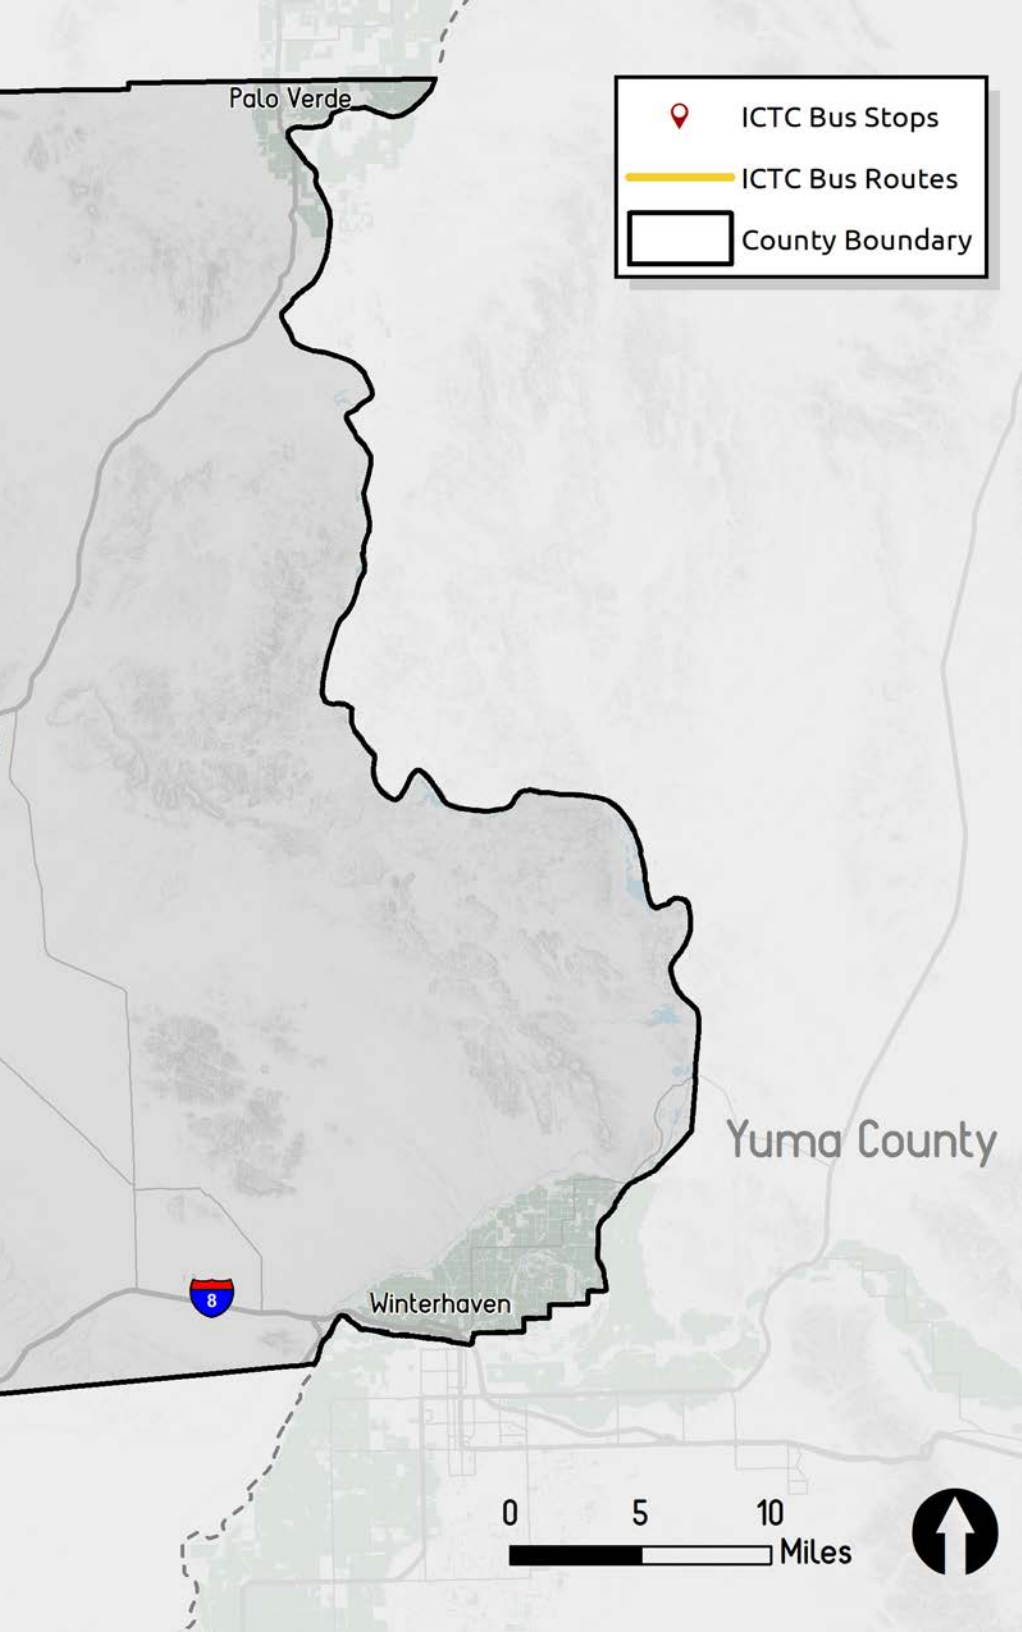 Palo Verde
ICTC Bus Stops
ICTC Bus Routes
County Boundary
Yuma County
8
Winterhaven
0 5 10
Miles